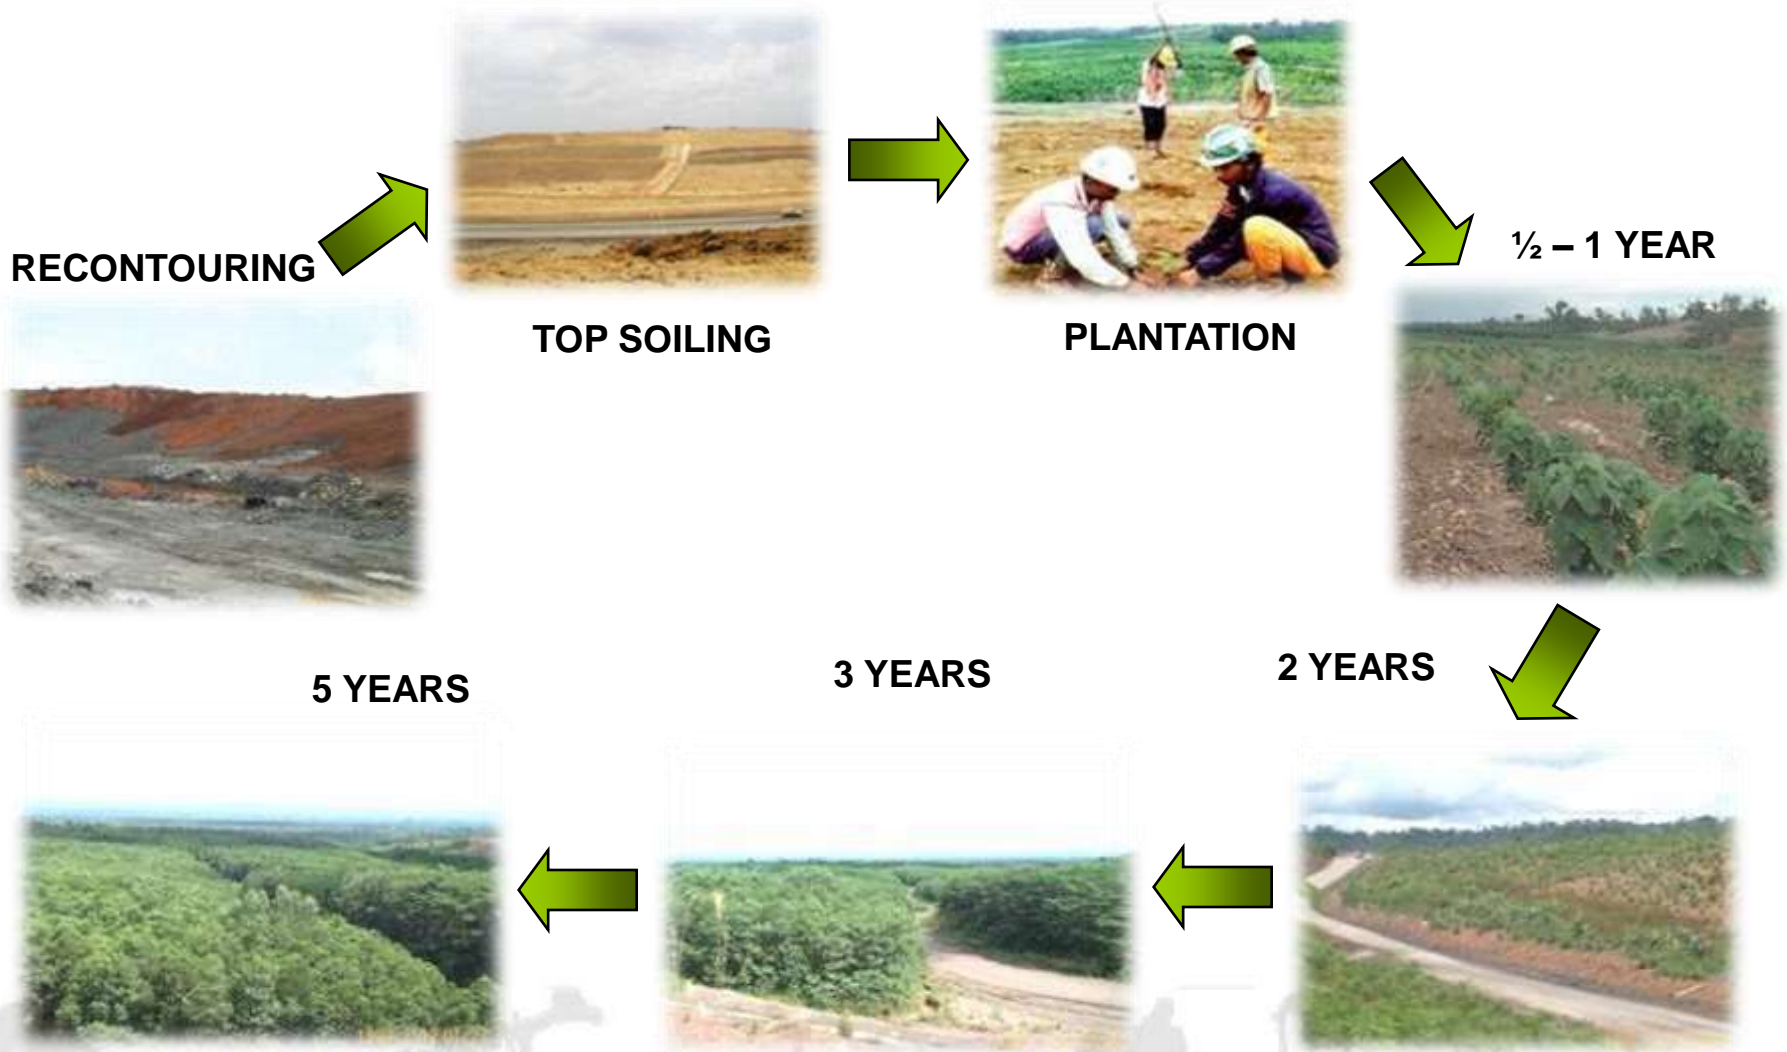 RECONTOURING
TOP SOILING
PLANTATION
½ – 1 YEAR
2 YEARS
3 YEARS
5 YEARS